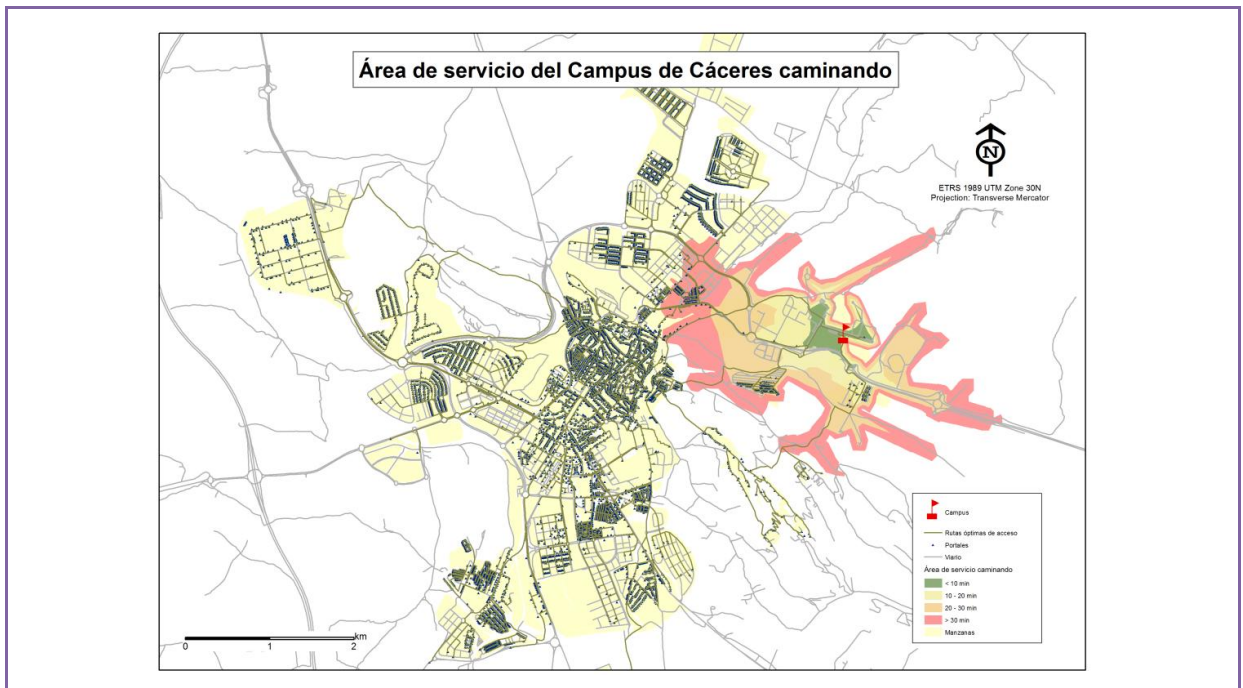 Área de servicio del Campus de Cáceres caminando
N
ETRS 1989 UTM Zone 30N
Projection: Transverse Mercator
Campus
Rutas óptimas de acceso
Portales
Viario
Área de servicio caminando
< 10 min
10 - 20 min
20 - 30 min
> 30 min
Manzanas
km
0 1 2